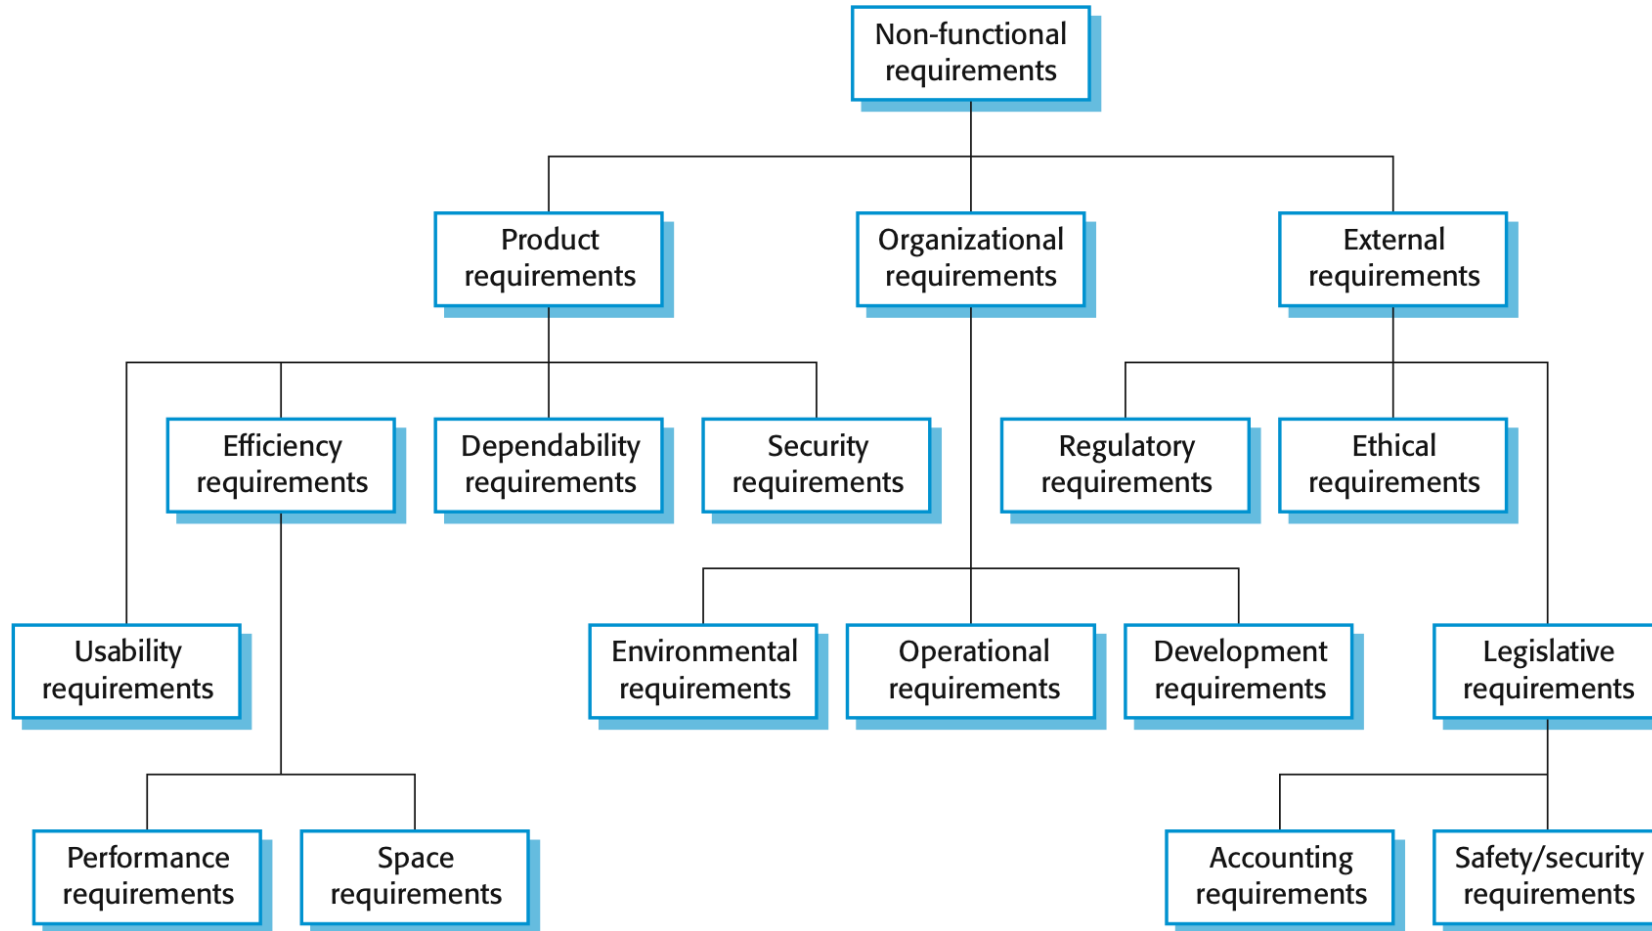 Non-functional
requirements
Product
requirements
Organizational
requirements
External
requirements
Efficiency
requirements
Dependability
requirements
Security
requirements
Regulatory
requirements
Ethical
requirements
Usability
requirements
Environmental
requirements
Operational
requirements
Development
requirements
Legislative
requirements
Performance
requirements
Space
requirements
Accounting
requirements
Safety/security
requirements